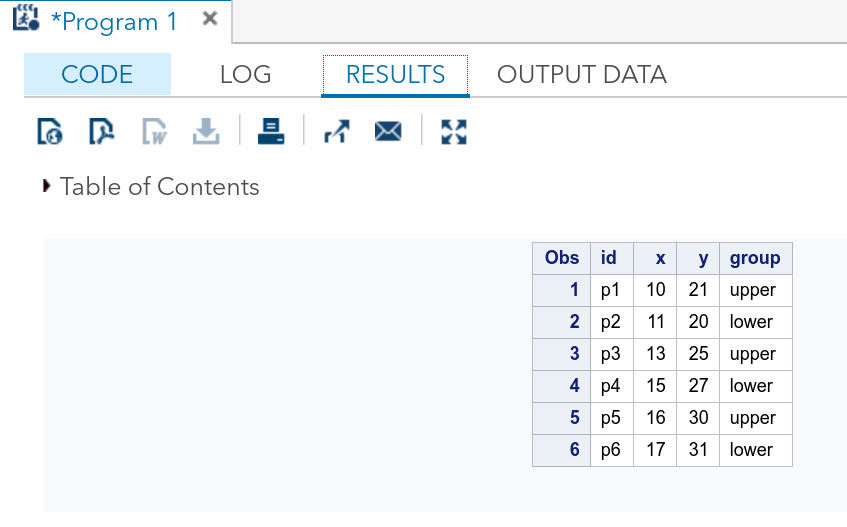 *Program 1
CODE LOG RESULTS OUTPUT DATA
Table of Contents
Obs id x y group
1 p1 10 21 upper
2 p2 11 20 lower
3 p3 13 25 upper
4 p4 15 27 lower
5 p5 16 30 upper
6 p6 17 31 lower